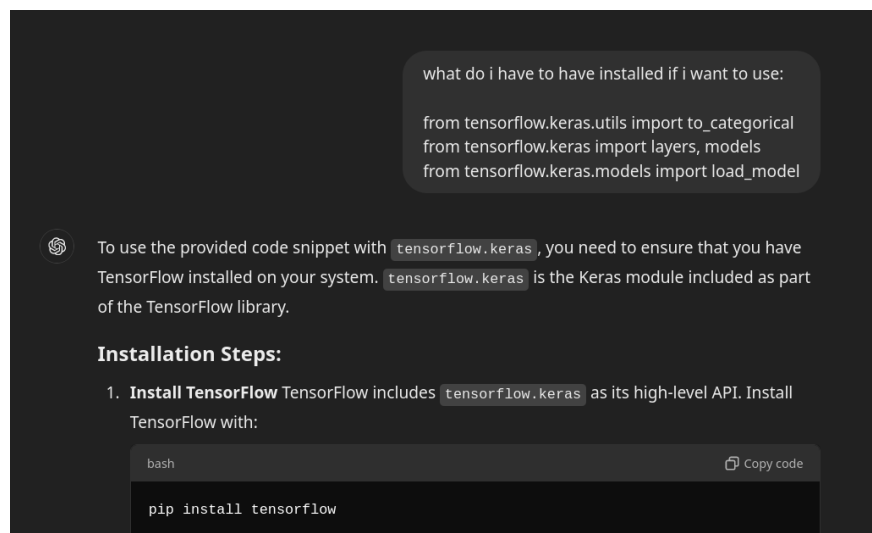 what do i have to have installed if i want to use:
from tensorflow.keras.utils import to_categorical
from tensorflow.keras import layers, models
from tensorflow.keras.models import load_model
To use the provided code snippet with tensorflow.keras, you need to ensure that you have
TensorFlow installed on your system. tensorflow.keras is the Keras module included as part
of the TensorFlow library.
Installation Steps:
1. Install TensorFlow TensorFlow includes tensorflow.keras as its high-level API. Install
TensorFlow with:
bash Copy code
pip install tensorflow